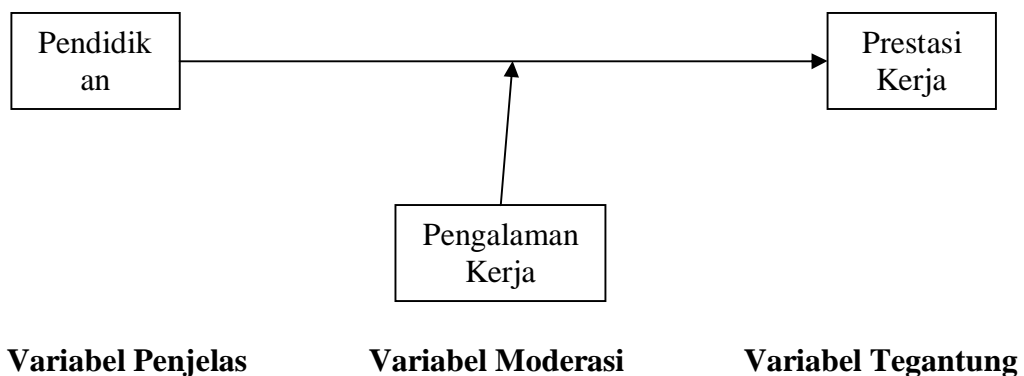 Pendidik
an
Prestasi
Kerja
Pengalaman
Kerja
Variabel Penjelas
Variabel Moderasi
Variabel Tegantung